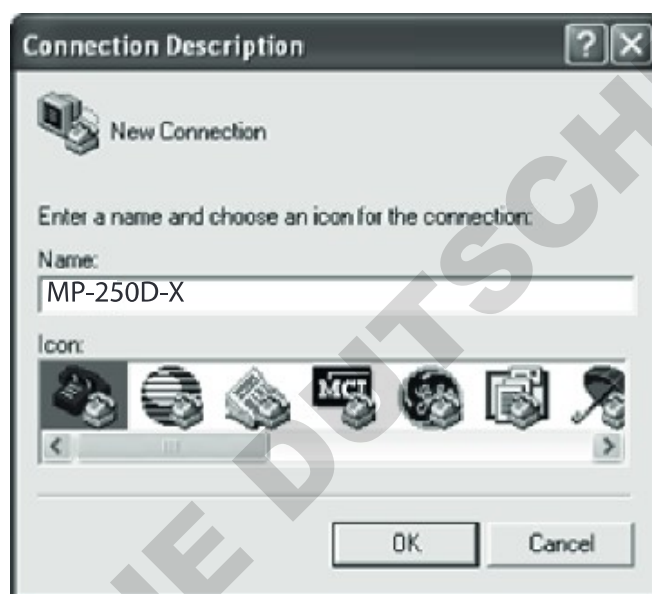 Connection Description
New Connection
Enter a name and choose an icon for the connection:
Name:
MP-250D-X
Icon:
MCI
OK
Cancel